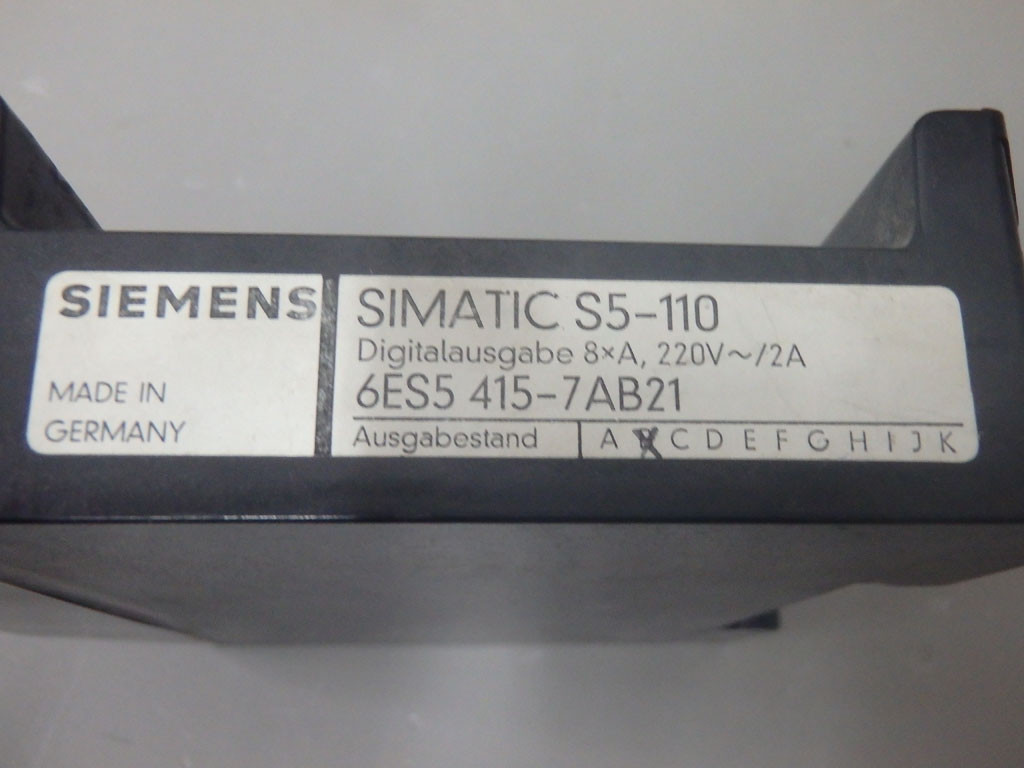 SIEMENS
MADE IN
GERMANY
SIMATIC S5-110
Digitalausgabe 8×A, 220V~/2A
6ES5 415-7AB21
Ausgabestand A B C D E F G H I J K